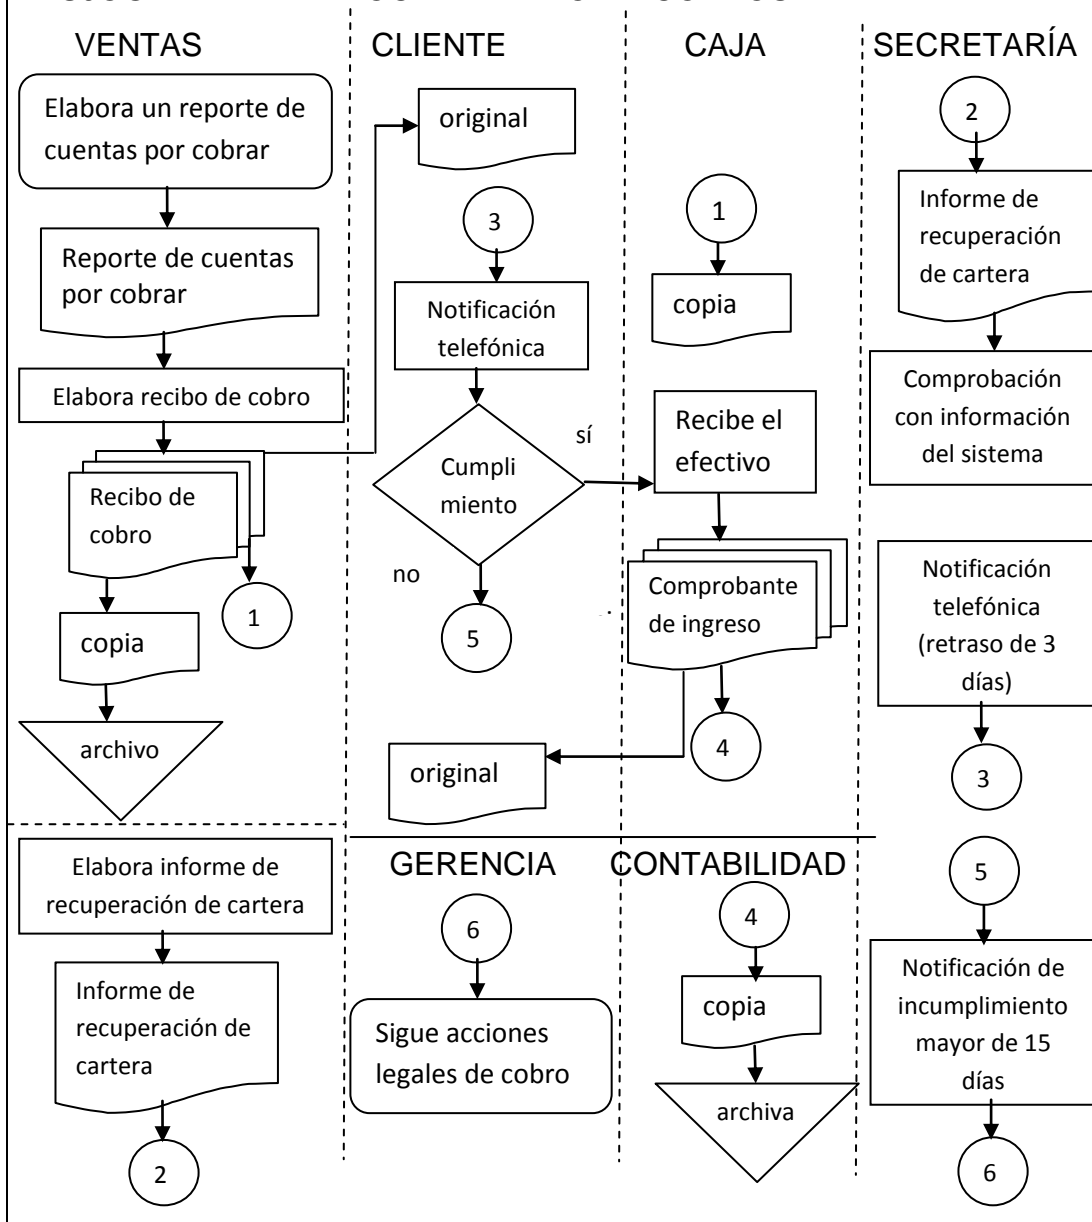 VENTAS
CLIENTE
CAJA
SECRETARÍA
Elabora un reporte de
cuentas por cobrar
Reporte de cuentas
por cobrar
Elabora recibo de cobro
Recibo de
cobro
1
copia
archivo
Elabora informe de
recuperación de cartera
Informe de
recuperación de
cartera
2
original
3
Notificación
telefónica
Cumpli
miento
sí
no
5
original
GERENCIA
6
Sigue acciones
legales de cobro
1
copia
Recibe el
efectivo
Comprobante
de ingreso
4
CONTABILIDAD
4
copia
archiva
2
Informe de
recuperación
de cartera
Comprobación
con información
del sistema
Notificación
telefónica
(retraso de 3
días)
3
5
Notificación de
incumplimiento
mayor de 15
días
6